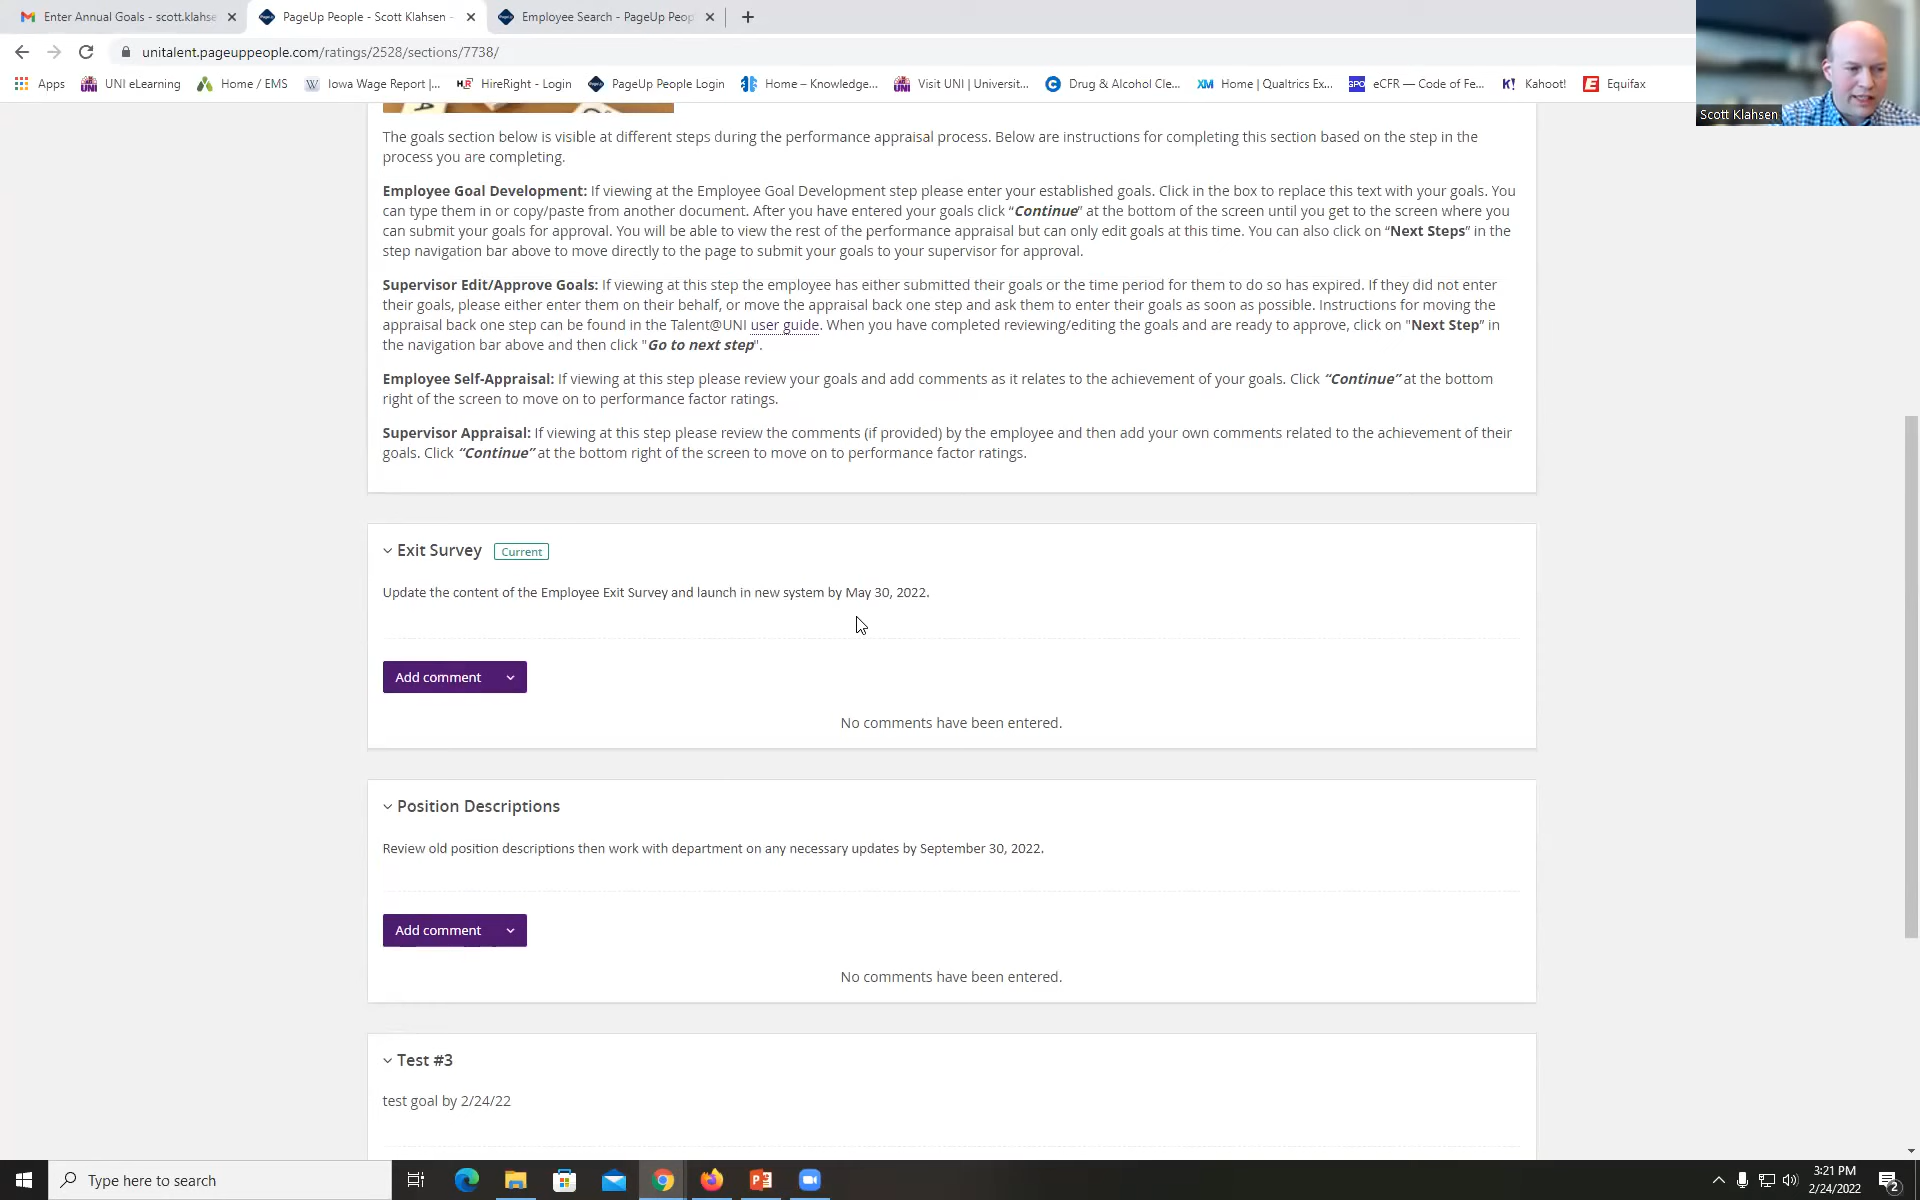 Enter Annual Goals - scott.klahse
PageUp People - Scott Klahsen -
Employee Search - PageUp Peop
unitalent.pageuppeople.com/ratings/2528/sections/7738/
Apps
UNI eLearning
Home / EMS
Iowa Wage Report |...
HireRight - Login
PageUp People Login
Home – Knowledge...
Visit UNI | Universit...
Drug & Alcohol Cle...
Home | Qualtrics Ex...
eCFR — Code of Fe...
Kahoot!
Equifax
Scott Klahsen
The goals section below is visible at different steps during the performance appraisal process. Below are instructions for completing this section based on the step in the
process you are completing.
Employee Goal Development: If viewing at the Employee Goal Development step please enter your established goals. Click in the box to replace this text with your goals. You
can type them in or copy/paste from another document. After you have entered your goals click “Continue” at the bottom of the screen until you get to the screen where you
can submit your goals for approval. You will be able to view the rest of the performance appraisal but can only edit goals at this time. You can also click on “Next Steps” in the
step navigation bar above to move directly to the page to submit your goals to your supervisor for approval.
Supervisor Edit/Approve Goals: If viewing at this step the employee has either submitted their goals or the time period for them to do so has expired. If they did not enter
their goals, please either enter them on their behalf, or move the appraisal back one step and ask them to enter their goals as soon as possible. Instructions for moving the
appraisal back one step can be found in the Talent@UNI user guide. When you have completed reviewing/editing the goals and are ready to approve, click on "Next Step” in
the navigation bar above and then click "Go to next step".
Employee Self-Appraisal: If viewing at this step please review your goals and add comments as it relates to the achievement of your goals. Click “Continue” at the bottom
right of the screen to move on to performance factor ratings.
Supervisor Appraisal: If viewing at this step please review the comments (if provided) by the employee and then add your own comments related to the achievement of their
goals. Click “Continue” at the bottom right of the screen to move on to performance factor ratings.
Exit Survey Current
Update the content of the Employee Exit Survey and launch in new system by May 30, 2022.
Add comment
No comments have been entered.
Position Descriptions
Review old position descriptions then work with department on any necessary updates by September 30, 2022.
Add comment
No comments have been entered.
Test #3
test goal by 2/24/22
Type here to search
3:21 PM
2/24/2022
2